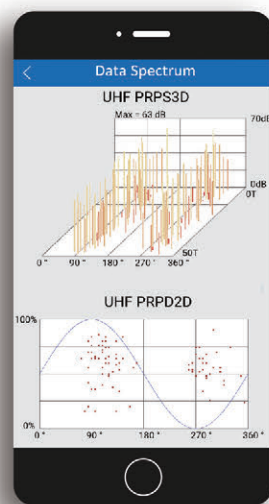 Data Spectrum
UHF PRPS3D
Max = 63 dB
70dB
0dB
0T
50T
0° 90° 180° 270° 360°
UHF PRPD2D
100%
0%
0° 90° 180° 270° 360°